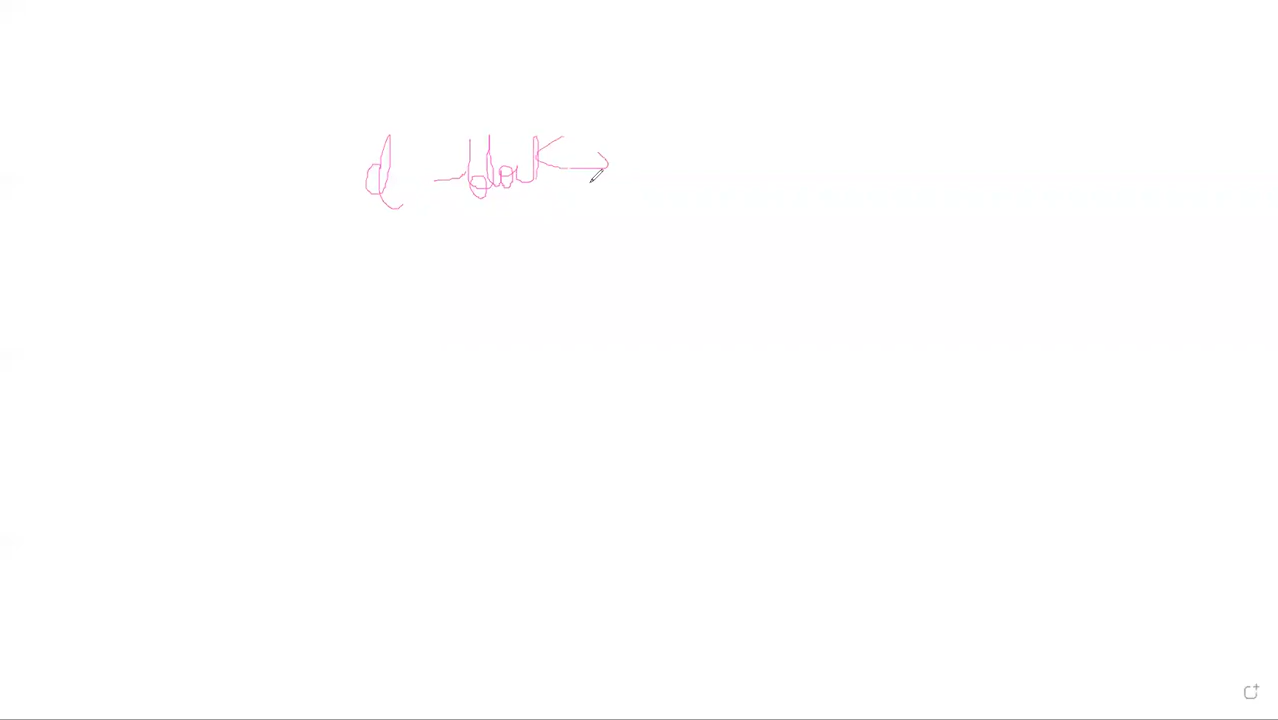 d - block →